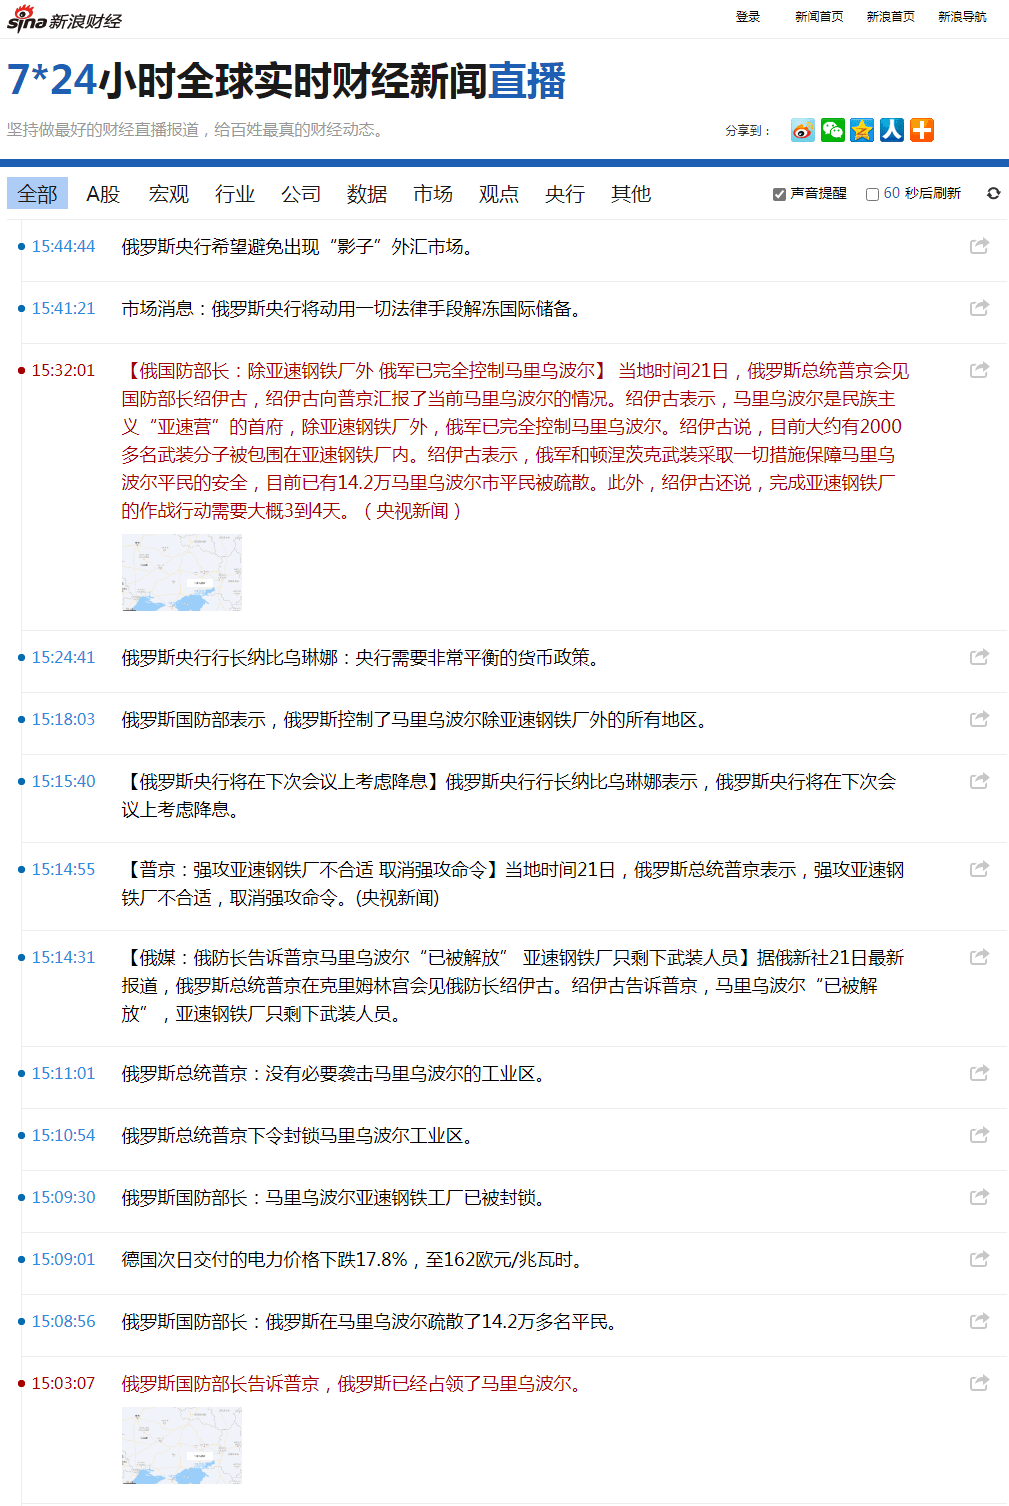 sina新浪财经
登录 新闻首页 新浪首页 新浪导航
7*24小时全球实时财经新闻直播
坚持做最好的财经直播报道，给百姓最真的财经动态。
分享到：
全部 A股 宏观 行业 公司 数据 市场 观点 央行 其他
声音提醒 60 秒后刷新
15:44:44 俄罗斯央行希望避免出现“影子”外汇市场。
15:41:21 市场消息：俄罗斯央行将动用一切法律手段解冻国际储备。
15:32:01 【俄国防部长：除亚速钢铁厂外 俄军已完全控制马里乌波尔】 当地时间21日，俄罗斯总统普京会见
国防部长绍伊古，绍伊古向普京汇报了当前马里乌波尔的情况。绍伊古表示，马里乌波尔是民族主
义“亚速营”的首府，除亚速钢铁厂外，俄军已完全控制马里乌波尔。绍伊古说，目前大约有2000
多名武装分子被包围在亚速钢铁厂内。绍伊古表示，俄军和顿涅茨克武装采取一切措施保障马里乌
波尔平民的安全，目前已有14.2万马里乌波尔市平民被疏散。此外，绍伊古还说，完成亚速钢铁厂
的作战行动需要大概3到4天。（央视新闻）
15:24:41 俄罗斯央行行长纳比乌琳娜：央行需要非常平衡的货币政策。
15:18:03 俄罗斯国防部表示，俄罗斯控制了马里乌波尔除亚速钢铁厂外的所有地区。
15:15:40 【俄罗斯央行将在下次会议上考虑降息】俄罗斯央行行长纳比乌琳娜表示，俄罗斯央行将在下次会
议上考虑降息。
15:14:55 【普京：强攻亚速钢铁厂不合适 取消强攻命令】当地时间21日，俄罗斯总统普京表示，强攻亚速钢
铁厂不合适，取消强攻命令。(央视新闻)
15:14:31 【俄媒：俄防长告诉普京马里乌波尔“已被解放” 亚速钢铁厂只剩下武装人员】据俄新社21日最新
报道，俄罗斯总统普京在克里姆林宫会见俄防长绍伊古。绍伊古告诉普京，马里乌波尔“已被解
放”，亚速钢铁厂只剩下武装人员。
15:11:01 俄罗斯总统普京：没有必要袭击马里乌波尔的工业区。
15:10:54 俄罗斯总统普京下令封锁马里乌波尔工业区。
15:09:30 俄罗斯国防部长：马里乌波尔亚速钢铁工厂已被封锁。
15:09:01 德国次日交付的电力价格下跌17.8%，至162欧元/兆瓦时。
15:08:56 俄罗斯国防部长：俄罗斯在马里乌波尔疏散了14.2万多名平民。
15:03:07 俄罗斯国防部长告诉普京，俄罗斯已经占领了马里乌波尔。